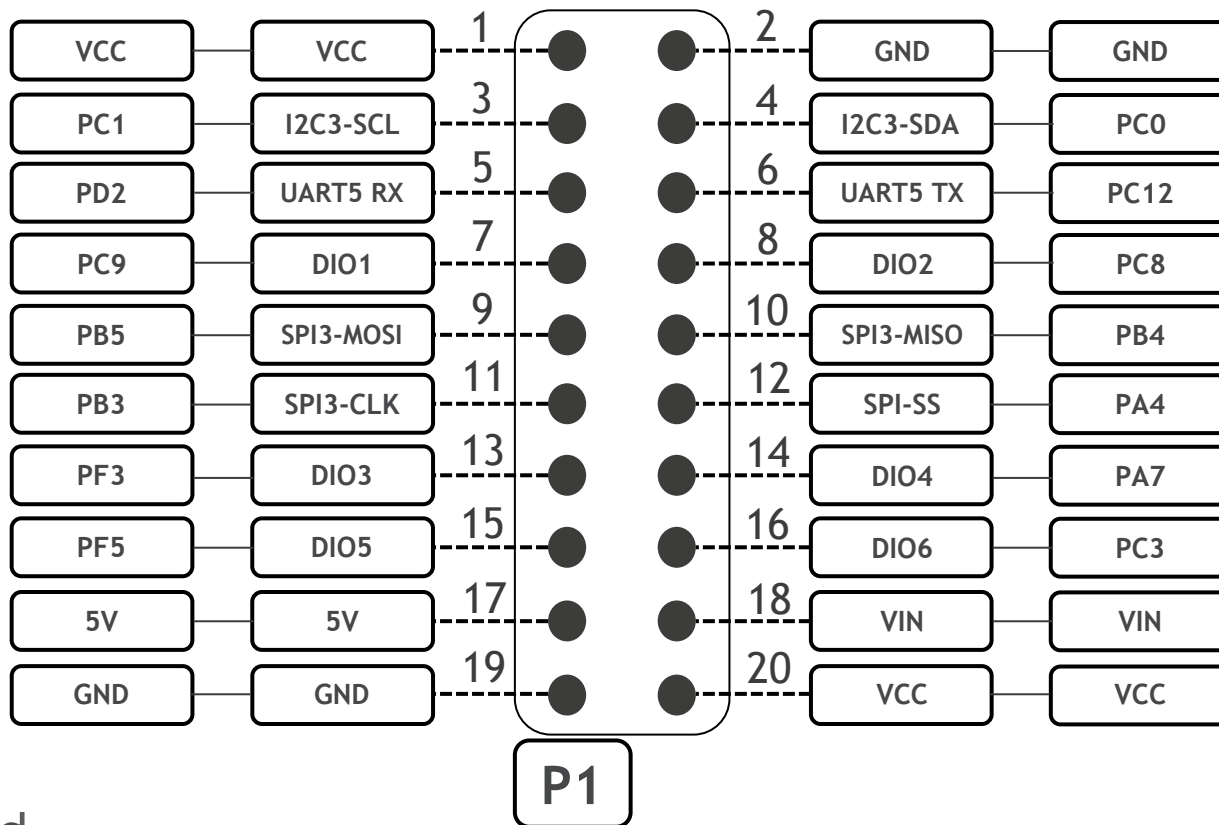 VCC VCC 1 2 GND GND
PC1 I2C3-SCL 3 4 I2C3-SDA PC0
PD2 UART5 RX 5 6 UART5 TX PC12
PC9 DIO1 7 8 DIO2 PC8
PB5 SPI3-MOSI 9 10 SPI3-MISO PB4
PB3 SPI3-CLK 11 12 SPI-SS PA4
PF3 DIO3 13 14 DIO4 PA7
PF5 DIO5 15 16 DIO6 PC3
5V 5V 17 18 VIN VIN
GND GND 19 20 VCC VCC
P1